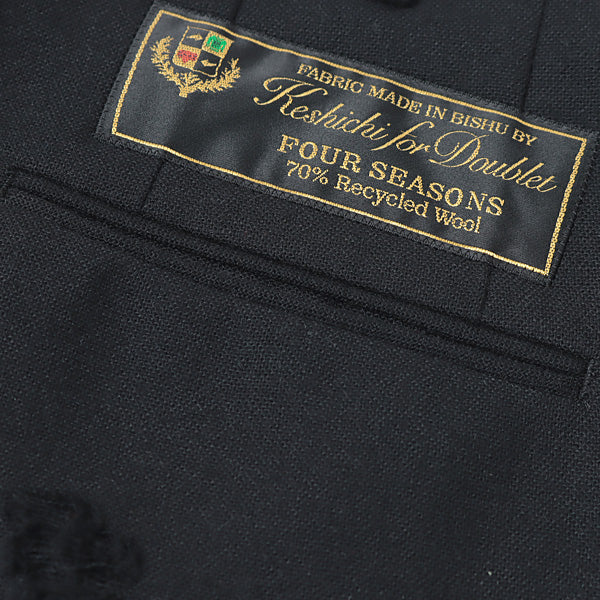 FABRIC MADE IN BISHU BY
Keshichi for Doublet
FOUR SEASONS
70% Recycled Wool